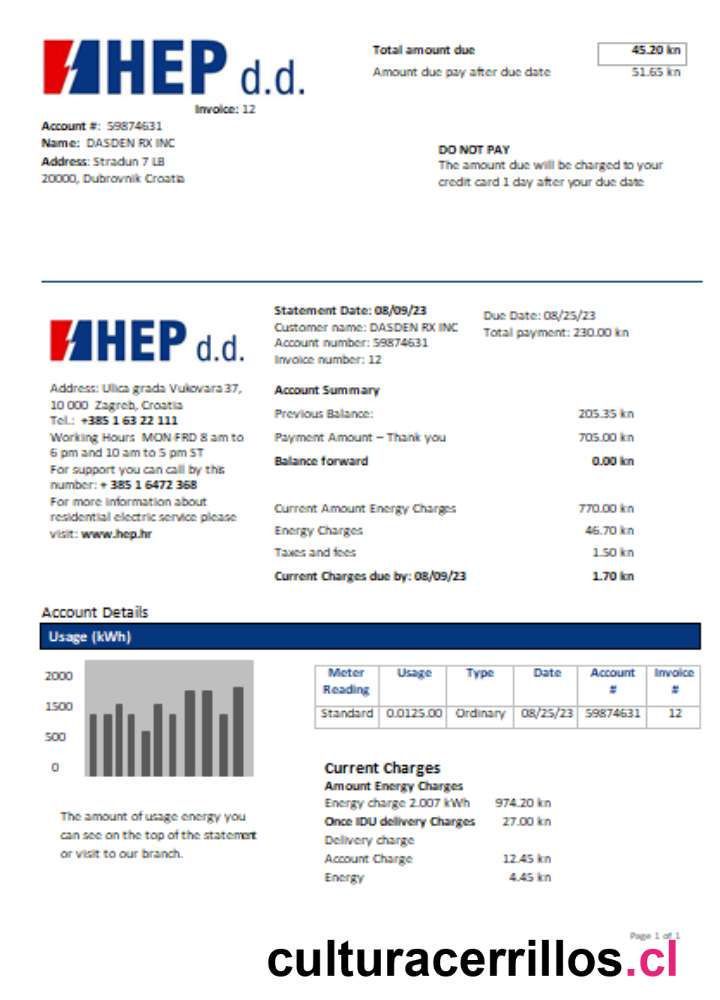 HEP d.d.
Invoice: 12
Account #: 59874631
Name: DASDEN RX INC
Address: Stradun 7 LB
20000, Dubrovnik Croatia
Total amount due 45.20 kn
Amount due pay after due date 51.65 kn
DO NOT PAY
The amount due will be charged to your
credit card 1 day after your due date
HEP d.d.
Address: Ulica grada Vukovara 37,
10 000 Zagreb, Croatia
Tel.: +385 1 63 22 111
Working Hours MON-FRD 8 am to
6 pm and 10 am to 5 pm ST
For support you can call by this
number: + 385 1 6472 368
For more information about
residential electric service please
visit: www.hep.hr
Statement Date: 08/09/23
Customer name: DASDEN RX INC
Account number: 59874631
Invoice number: 12
Due Date: 08/25/23
Total payment: 230.00 kn
Account Summary
Previous Balance: 205.35 kn
Payment Amount – Thank you 705.00 kn
Balance forward 0.00 kn
Current Amount Energy Charges 770.00 kn
Energy Charges 46.70 kn
Taxes and fees 1.50 kn
Current Charges due by: 08/09/23 1.70 kn
Account Details
Usage (kWh)
2000
1500
500
0
The amount of usage energy you
can see on the top of the statement
or visit to our branch.
Meter Reading Usage Type Date Account # Invoice #
Standard 0.0125.00 Ordinary 08/25/23 59874631 12
Current Charges
Amount Energy Charges
Energy charge 2.007 kWh 974.20 kn
Once IDU delivery Charges 27.00 kn
Delivery charge
Account Charge 12.45 kn
Energy 4.45 kn
Page 1 of 1
culturacerrillos.cl